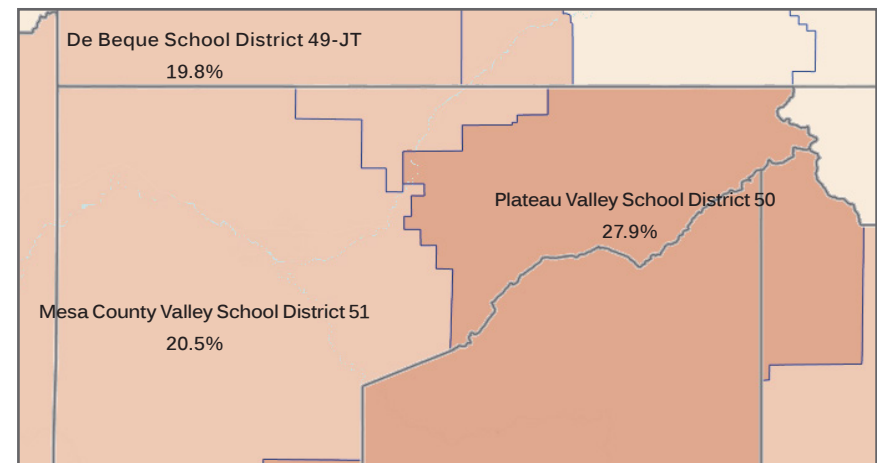 De Beque School District 49-JT
19.8%
Plateau Valley School District 50
27.9%
Mesa County Valley School District 51
20.5%